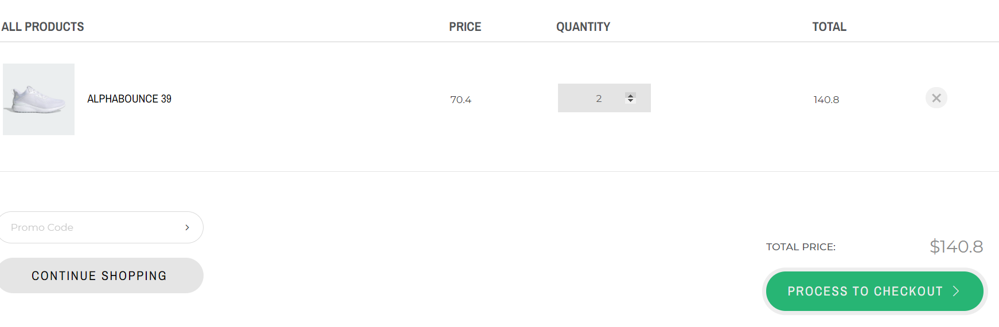 ALL PRODUCTS PRICE QUANTITY TOTAL
ALPHABOUNCE 39 70.4 2 140.8
Promo Code
TOTAL PRICE: $140.8
CONTINUE SHOPPING
PROCESS TO CHECKOUT